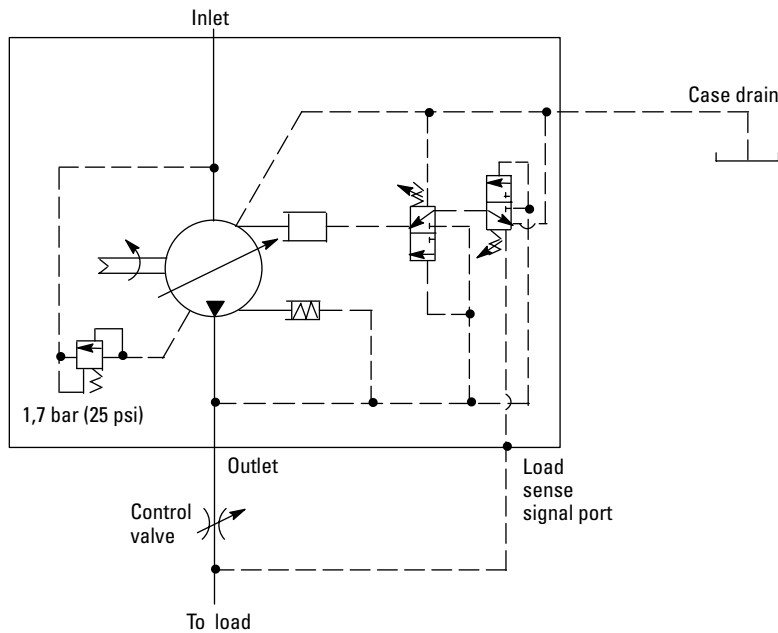 Inlet
Case drain
1,7 bar (25 psi)
Outlet
Load
sense
signal port
Control
valve
To load